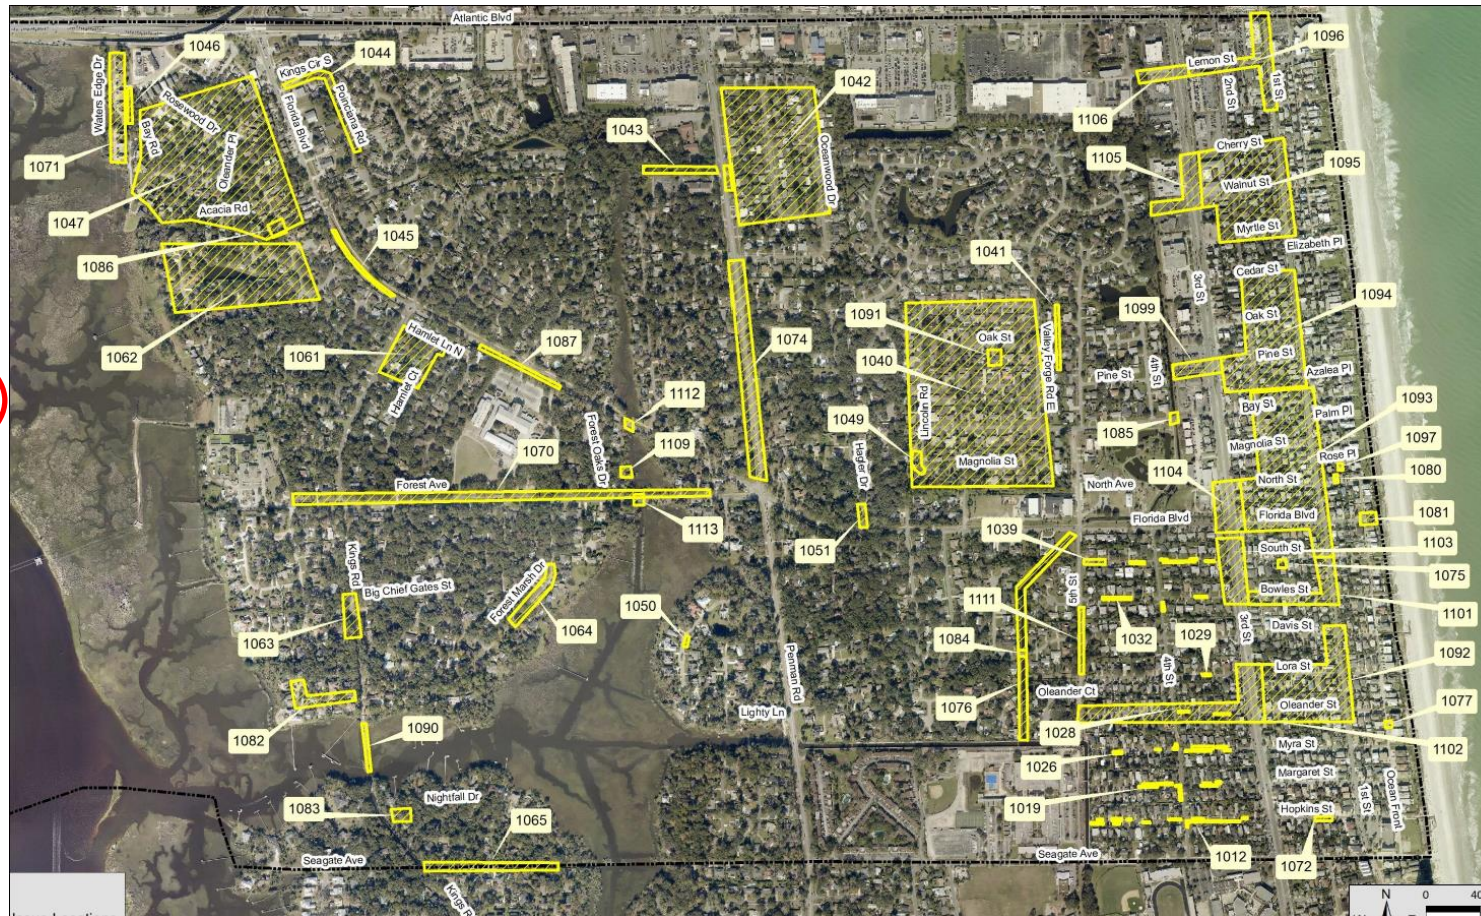 Atlantic Blvd
1046
1044
1096
Kings Cir S
Lemon St
Waters Edge Dr
1042
2nd St
1st St
Rosewood Dr
Florida Blvd
Poinciana Rd
1106
1043
1071
Bay Rd
Oleander Pl
Oceanwood Dr
Cherry St
1105
1095
Walnut St
1047
Acacia Rd
Myrtle St
1045
Elizabeth Pl
1086
1041
Cedar St
3rd St
1094
1091
Oak St
Oak St
1099
1062
1061
Hamlet Ln N
1087
1074
Valley Forge Rd E
1040
Pine St
Pine St
4th St
Azalea Pl
Hamlet Ct
1112
Lincoln Rd
Bay St
Palm Pl
1093
1049
1085
Forest Oaks Dr
1109
1070
Hagler Dr
Magnolia St
Magnolia St
Rose Pl
1097
1104
North St
1080
Forest Ave
North Ave
Florida Blvd
Florida Blvd
1081
1113
1051
1039
South St
1103
1075
Kings Rd
Big Chief Gates St
Forest Marsh Dr
5th St
Bowles St
1111
1101
1063
1064
1050
1032
3rd St
Davis St
1084
1029
1092
Penman Rd
4th St
Lora St
Oleander Ct
1076
Oleander St
1077
Lighty Ln
1082
1090
1028
1102
1026
Myra St
Margaret St
1083
Nightfall Dr
1019
Hopkins St
1st St
Ocean Front
1065
Seagate Ave
Seagate Ave
1012
1072
Kings R
N
0
40